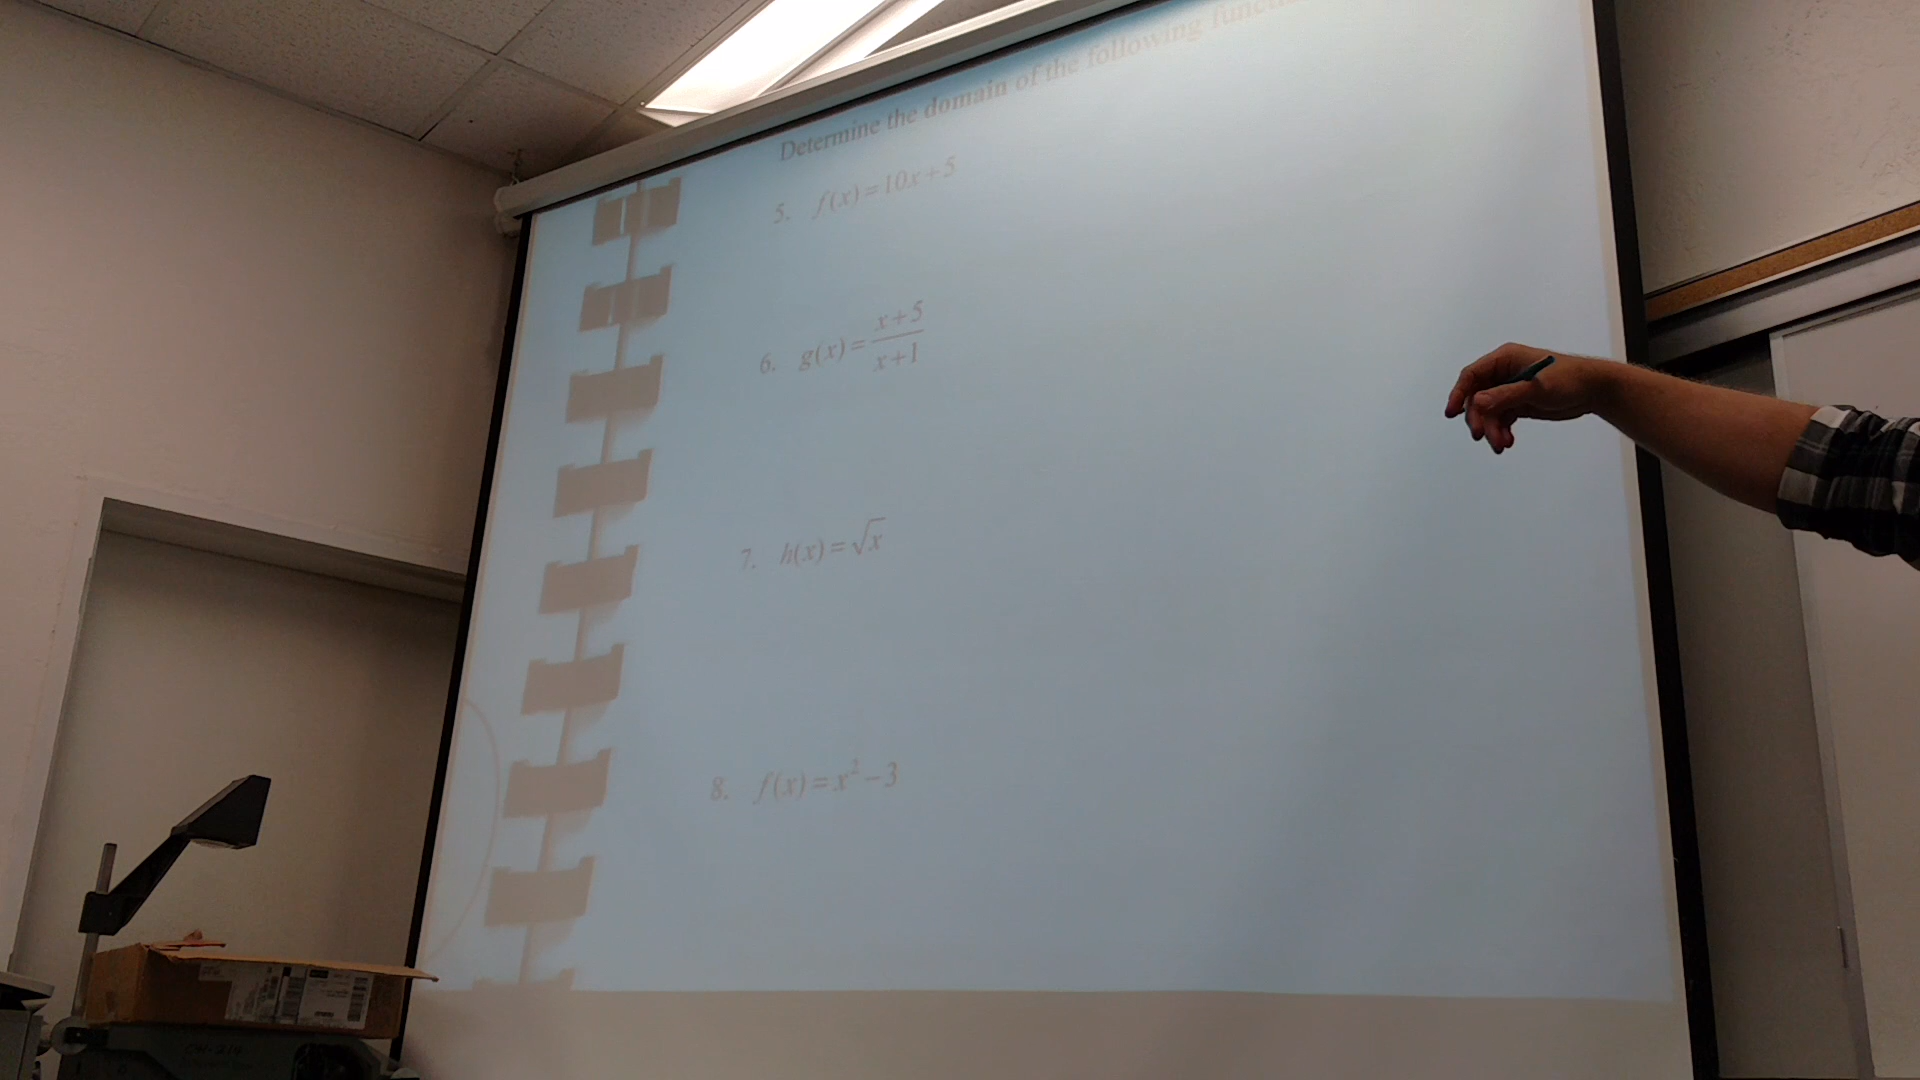 Determine the domain of the following
5. f(x) = 10x + 5
6. g(x) = x+5 / x+1
7. h(x) = √x
8. f(x) = x² − 3